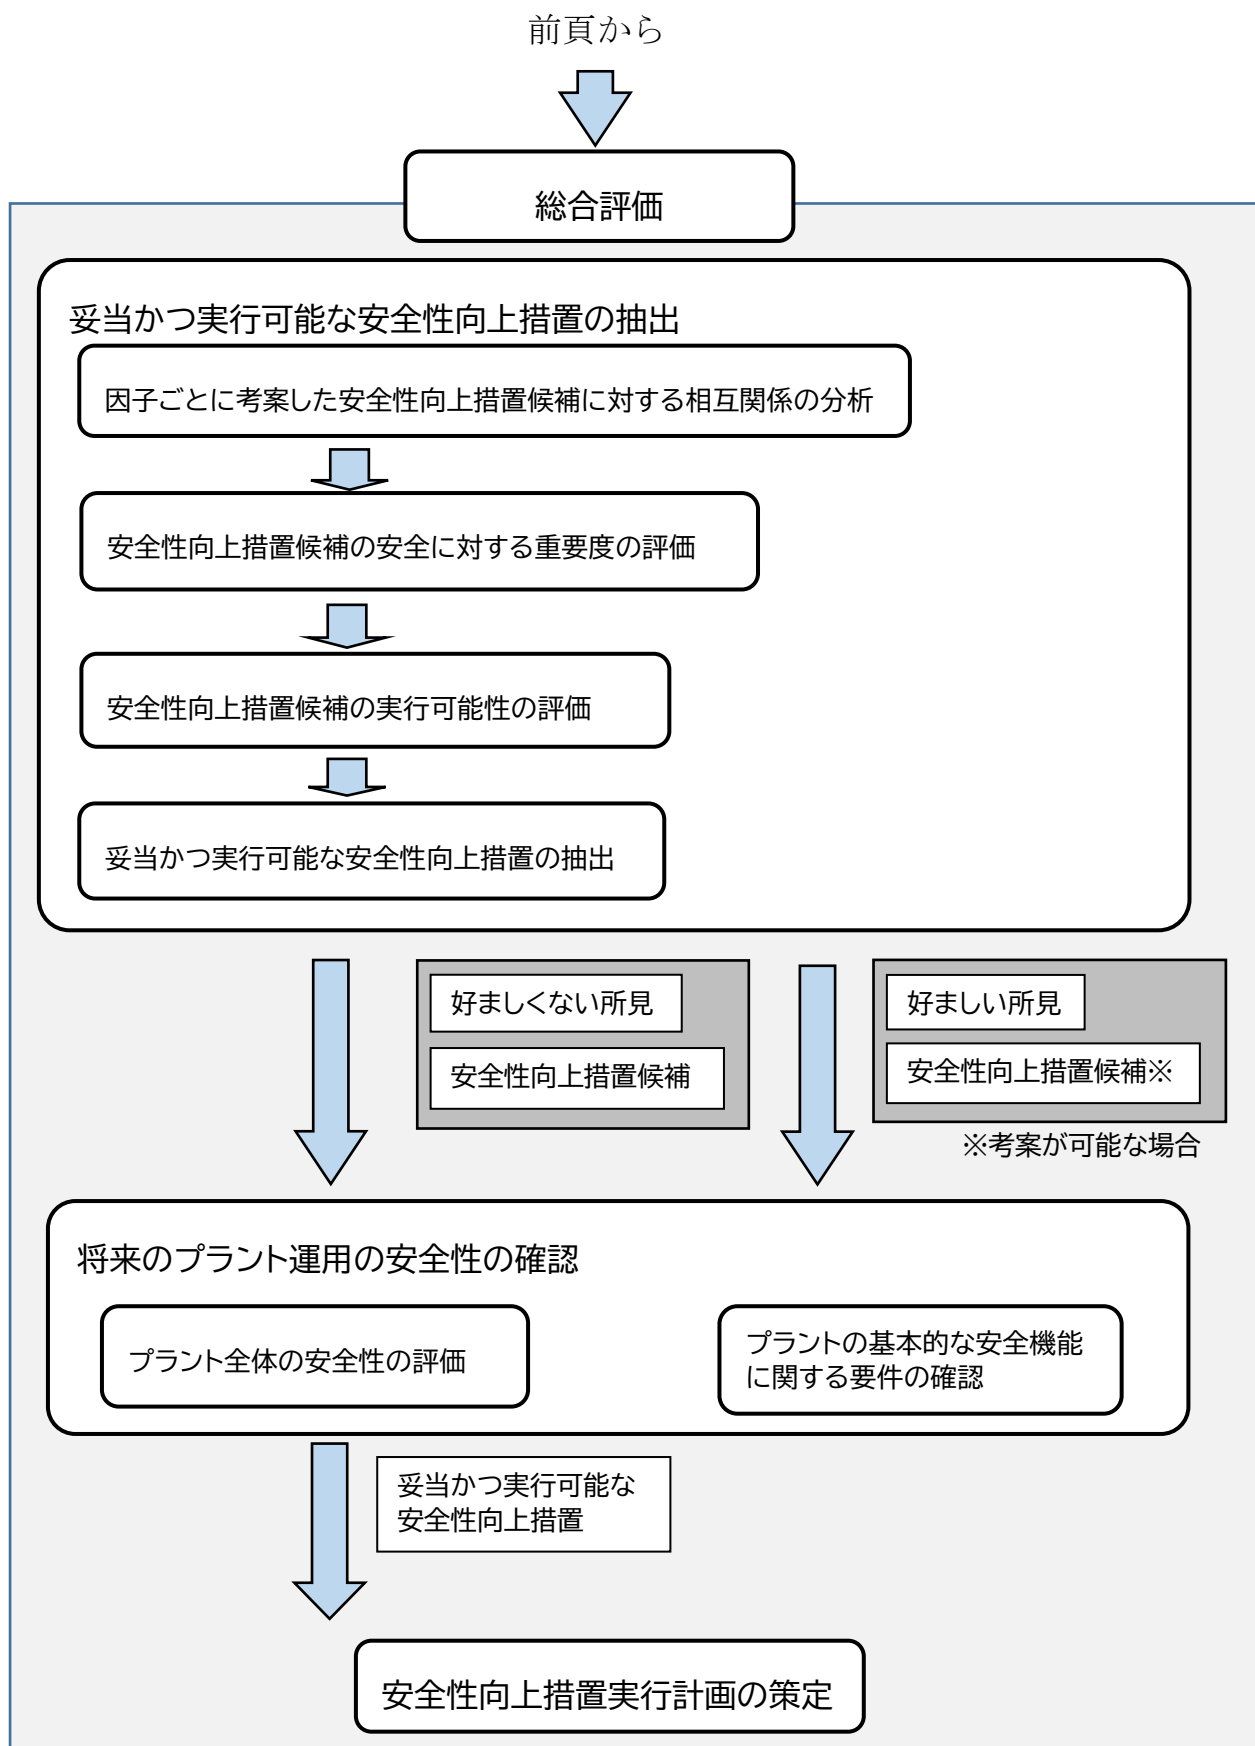 前頁から
総合評価
妥当かつ実行可能な安全性向上措置の抽出
因子ごとに考案した安全性向上措置候補に対する相互関係の分析
安全性向上措置候補の安全に対する重要度の評価
安全性向上措置候補の実行可能性の評価
妥当かつ実行可能な安全性向上措置の抽出
好ましくない所見
安全性向上措置候補
好ましい所見
安全性向上措置候補※
※考案が可能な場合
将来のプラント運用の安全性の確認
プラント全体の安全性の評価
プラントの基本的な安全機能
に関する要件の確認
妥当かつ実行可能な
安全性向上措置
安全性向上措置実行計画の策定